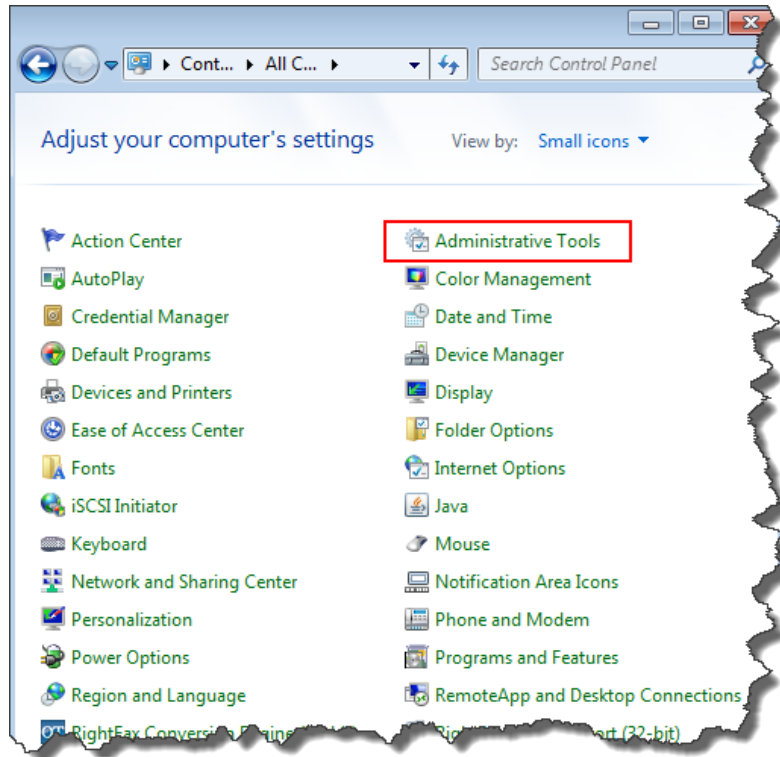 Cont... All C... Search Control Panel
Adjust your computer's settings View by: Small icons
Action Center Administrative Tools
AutoPlay Color Management
Credential Manager Date and Time
Default Programs Device Manager
Devices and Printers Display
Ease of Access Center Folder Options
Fonts Internet Options
iSCSI Initiator Java
Keyboard Mouse
Network and Sharing Center Notification Area Icons
Personalization Phone and Modem
Power Options Programs and Features
Region and Language RemoteApp and Desktop Connections
RightFax Conversion (32-bit)